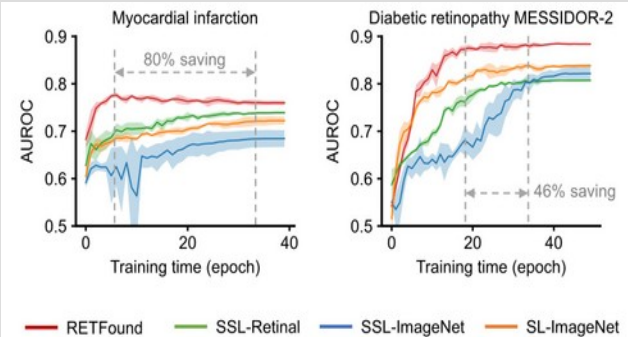 Myocardial infarction
0.9
0.8
0.7
0.6
0.5
AUROC
80% saving
0
20
40
Training time (epoch)
Diabetic retinopathy MESSIDOR-2
0.9
0.8
0.7
0.6
0.5
AUROC
46% saving
0
20
40
Training time (epoch)
RETFound SSL-Retinal SSL-ImageNet SL-ImageNet